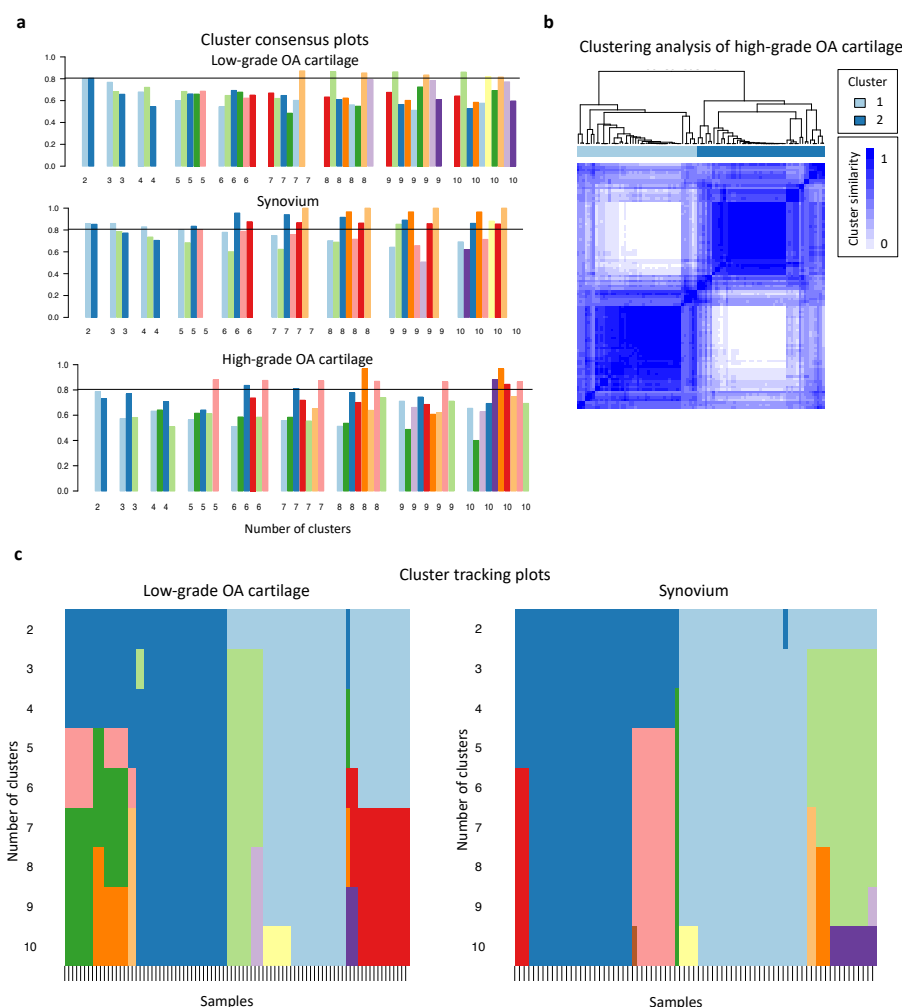 a
Cluster consensus plots
Low-grade OA cartilage
1.0
0.8
0.6
0.4
0.2
0.0
2 3 3 4 4 5 5 5 6 6 6 7 7 7 7 8 8 8 8 9 9 9 9 9 10 10 10 10 10
Synovium
1.0
0.8
0.6
0.4
0.2
0.0
2 3 3 4 4 5 5 5 6 6 6 7 7 7 7 8 8 8 8 9 9 9 9 9 10 10 10 10 10
High-grade OA cartilage
1.0
0.8
0.6
0.4
0.2
0.0
2 3 3 4 4 5 5 5 6 6 6 7 7 7 7 8 8 8 8 9 9 9 9 9 10 10 10 10
Number of clusters
b
Clustering analysis of high-grade OA cartilage
Cluster
1
2
Cluster similarity
1
0
c
Cluster tracking plots
Low-grade OA cartilage
Number of clusters
2
3
4
5
6
7
8
9
10
Samples
Synovium
Number of clusters
2
3
4
5
6
7
8
9
10
Samples